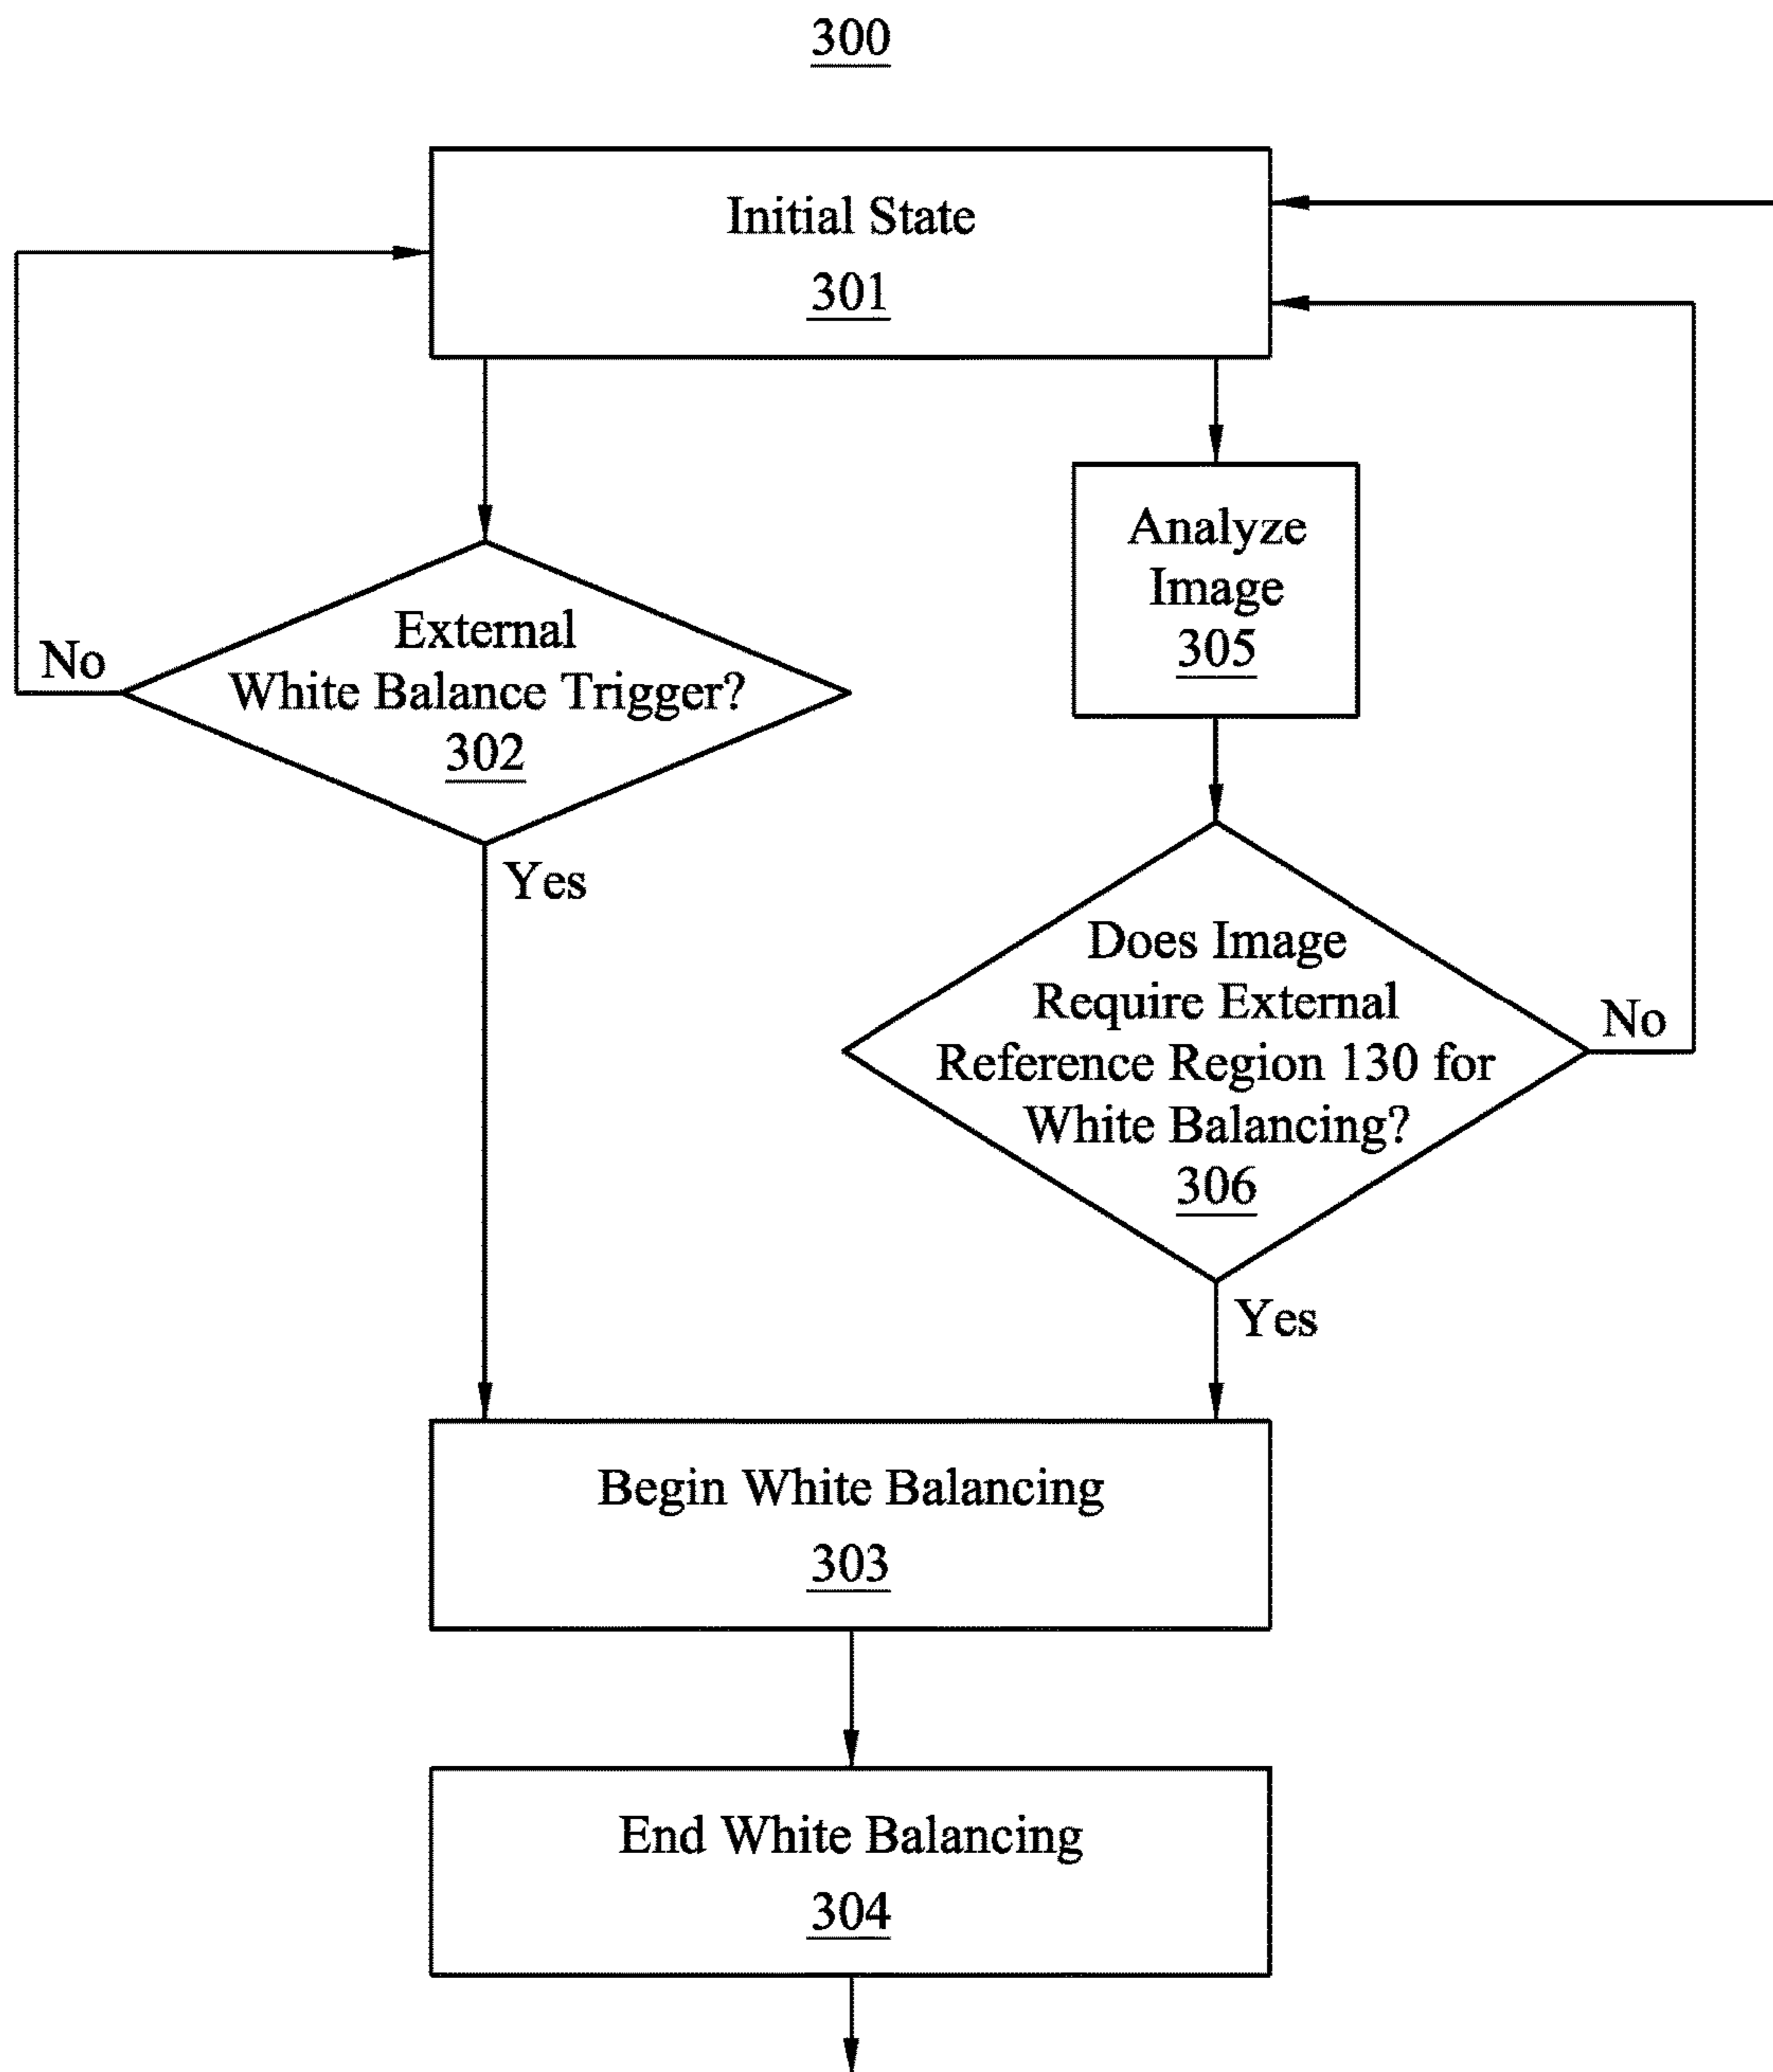 300
Initial State
301
External
White Balance Trigger?
302
No
Yes
Analyze
Image
305
Does Image
Require External
Reference Region 130 for
White Balancing?
306
No
Yes
Begin White Balancing
303
End White Balancing
304